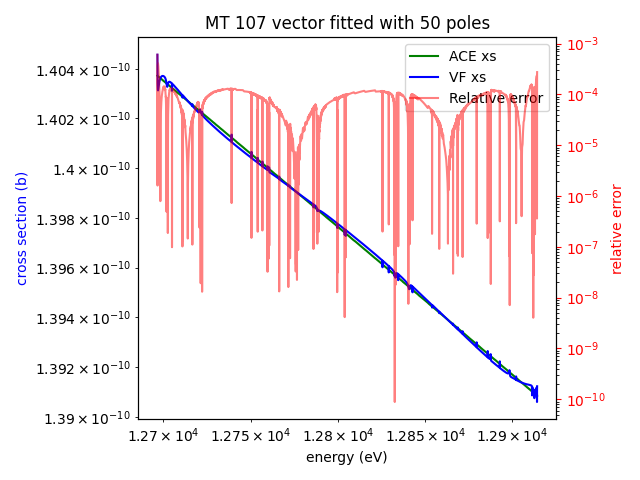 MT 107 vector fitted with 50 poles
ACE xs
VF xs
Relative error
cross section (b)
1.404 × 10⁻¹⁰
1.402 × 10⁻¹⁰
1.4 × 10⁻¹⁰
1.398 × 10⁻¹⁰
1.396 × 10⁻¹⁰
1.394 × 10⁻¹⁰
1.392 × 10⁻¹⁰
1.39 × 10⁻¹⁰
10⁻³
10⁻⁴
10⁻⁵
10⁻⁶
10⁻⁷
10⁻⁸
10⁻⁹
10⁻¹⁰
relative error
1.27 × 10⁴ 1.275 × 10⁴ 1.28 × 10⁴ 1.285 × 10⁴ 1.29 × 10⁴
energy (eV)